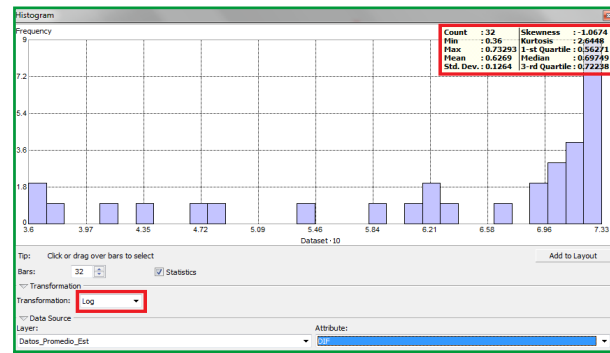 Histogram
Frequency
Count : 32 Skewness : -1.0674
Min : 0.36 Kurtosis : 2.6448
Max : 0.73293 1-st Quartile : 0.56271
Mean : 0.6269 Median : 0.69749
Std. Dev. : 0.1264 3-rd Quartile : 0.72238
9
7.2
5.4
3.6
1.8
0
3.6 3.97 4.35 4.72 5.09 5.46 5.84 6.21 6.58 6.96 7.33
Dataset · 10
Tip: Click or drag over bars to select
Add to Layout
Bars: 32 Statistics
Transformation
Transformation: Log
Data Source
Layer: Attribute:
Datos_Promedio_Est DIF